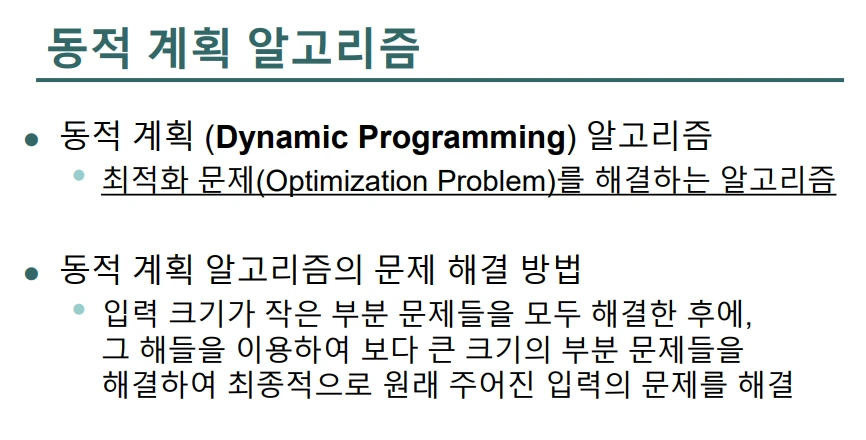 동적 계획 알고리즘
동적 계획 (Dynamic Programming) 알고리즘
최적화 문제(Optimization Problem)를 해결하는 알고리즘
동적 계획 알고리즘의 문제 해결 방법
입력 크기가 작은 부분 문제들을 모두 해결한 후에,
그 해들을 이용하여 보다 큰 크기의 부분 문제들을
해결하여 최종적으로 원래 주어진 입력의 문제를 해결